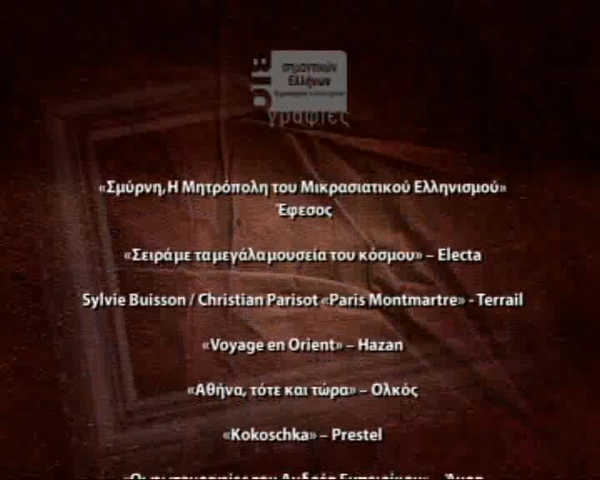 σημαντικών
Ελλήνων
γραφίες
«Σμύρνη, Η Μητρόπολη του Μικρασιατικού Ελληνισμού»
Έφεσος
«Σειρά με τα μεγάλα μουσεία του κόσμου» – Electa
Sylvie Buisson / Christian Parisot «Paris Montmartre» - Terrail
«Voyage en Orient» – Hazan
«Αθήνα, τότε και τώρα» – Ολκός
«Kokoschka» – Prestel